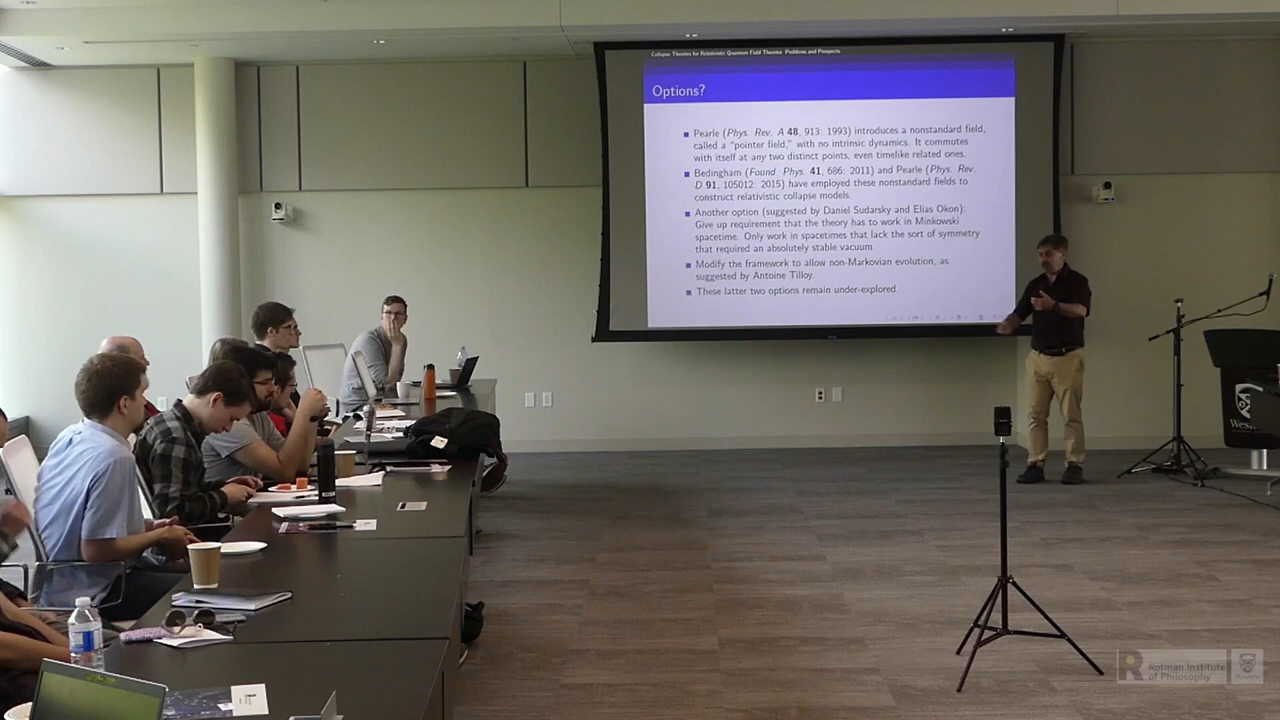 Collapse Theories for Relativistic Quantum Field Theories: Problems and Prospects
Options?
Pearle (Phys. Rev. A 48, 913: 1993) introduces a nonstandard field,
called a “pointer field,” with no intrinsic dynamics. It commutes
with itself at any two distinct points, even timelike related ones.
Bedingham (Found. Phys. 41, 686: 2011) and Pearle (Phys. Rev.
D 91, 105012: 2015) have employed these nonstandard fields to
construct relativistic collapse models
Another option (suggested by Daniel Sudarsky and Elias Okon):
Give up requirement that the theory has to work in Minkowski
spacetime. Only work in spacetimes that lack the sort of symmetry
that required an absolutely stable vacuum.
Modify the framework to allow non-Markovian evolution, as
suggested by Antoine Tilloy.
These latter two options remain under-explored.
Rotman Institute
of Philosophy